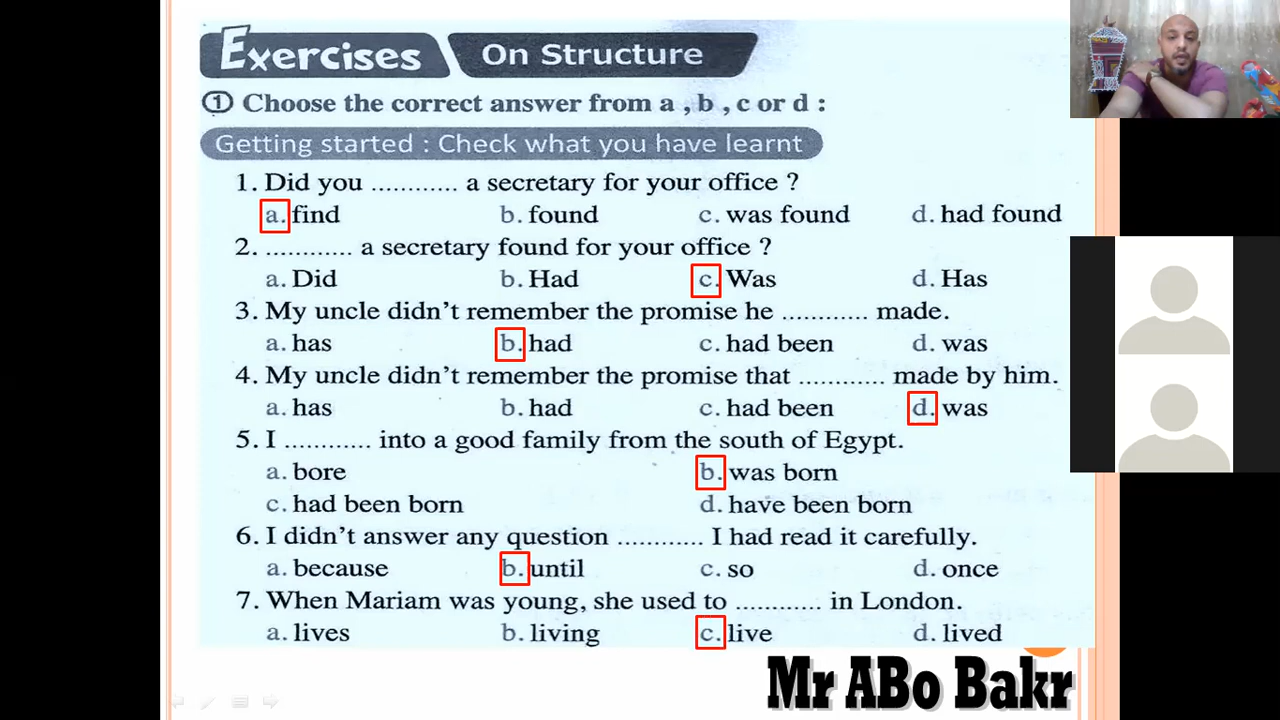 Exercises On Structure
1 Choose the correct answer from a , b , c or d :
Getting started : Check what you have learnt
1. Did you ............ a secretary for your office ?
a. find b. found c. was found d. had found
2. ............ a secretary found for your office ?
a. Did b. Had c. Was d. Has
3. My uncle didn't remember the promise he ............ made.
a. has b. had c. had been d. was
4. My uncle didn't remember the promise that ............ made by him.
a. has b. had c. had been d. was
5. I ............ into a good family from the south of Egypt.
a. bore b. was born
c. had been born d. have been born
6. I didn't answer any question ............ I had read it carefully.
a. because b. until c. so d. once
7. When Mariam was young, she used to ............ in London.
a. lives b. living c. live d. lived
Mr ABo Bakr